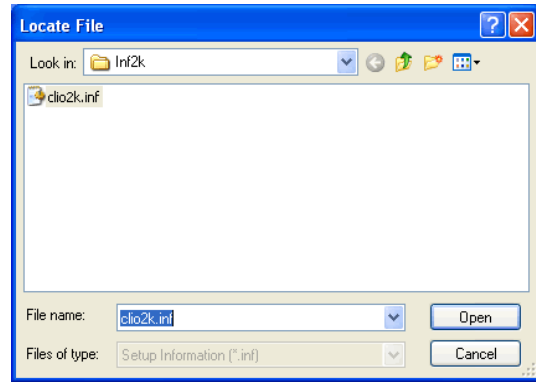 Locate File
Look in: Inf2k
clio2k.inf
File name: clio2k.inf Open
Files of type: Setup Information (*.inf) Cancel